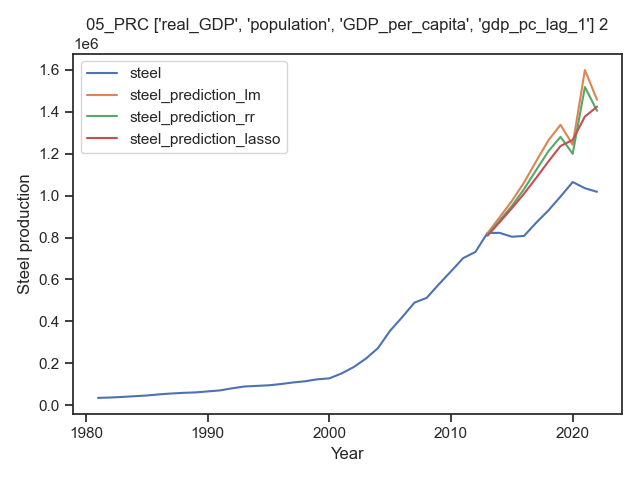 05_PRC ['real_GDP', 'population', 'GDP_per_capita', 'gdp_pc_lag_1'] 2
1e6
steel
steel_prediction_lm
steel_prediction_rr
steel_prediction_lasso
1.6
1.4
1.2
1.0
0.8
0.6
0.4
0.2
0.0
Steel production
1980 1990 2000 2010 2020
Year